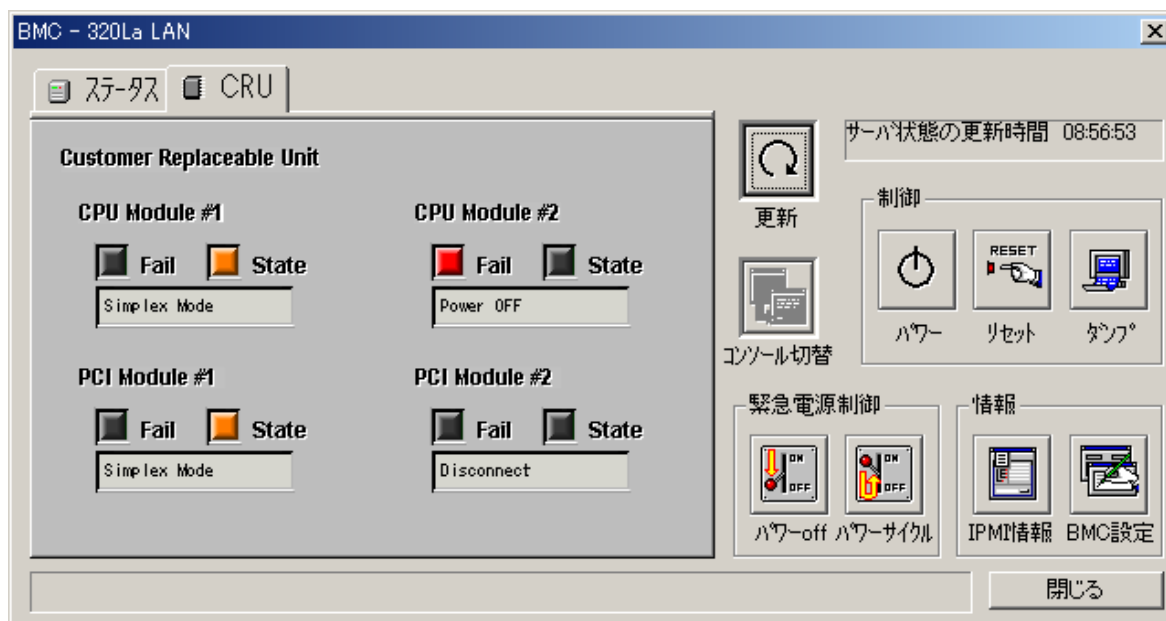 BMC - 320La LAN
ｽﾃｰﾀｽ CRU
Customer Replaceable Unit
CPU Module #1
Fail State
Simplex Mode
CPU Module #2
Fail State
Power OFF
PCI Module #1
Fail State
Simplex Mode
PCI Module #2
Fail State
Disconnect
更新
ｺﾝｿｰﾙ切替
ｻｰﾊﾞ状態の更新時間 08:56:53
制御
ﾊﾟﾜｰ
RESET
ﾘｾｯﾄ
ﾀﾞﾝﾌﾟ
緊急電源制御
ON
OFF
ﾊﾟﾜｰoff
ON
OFF
ﾊﾟﾜｰｻｲｸﾙ
情報
IPMI情報
BMC設定
閉じる